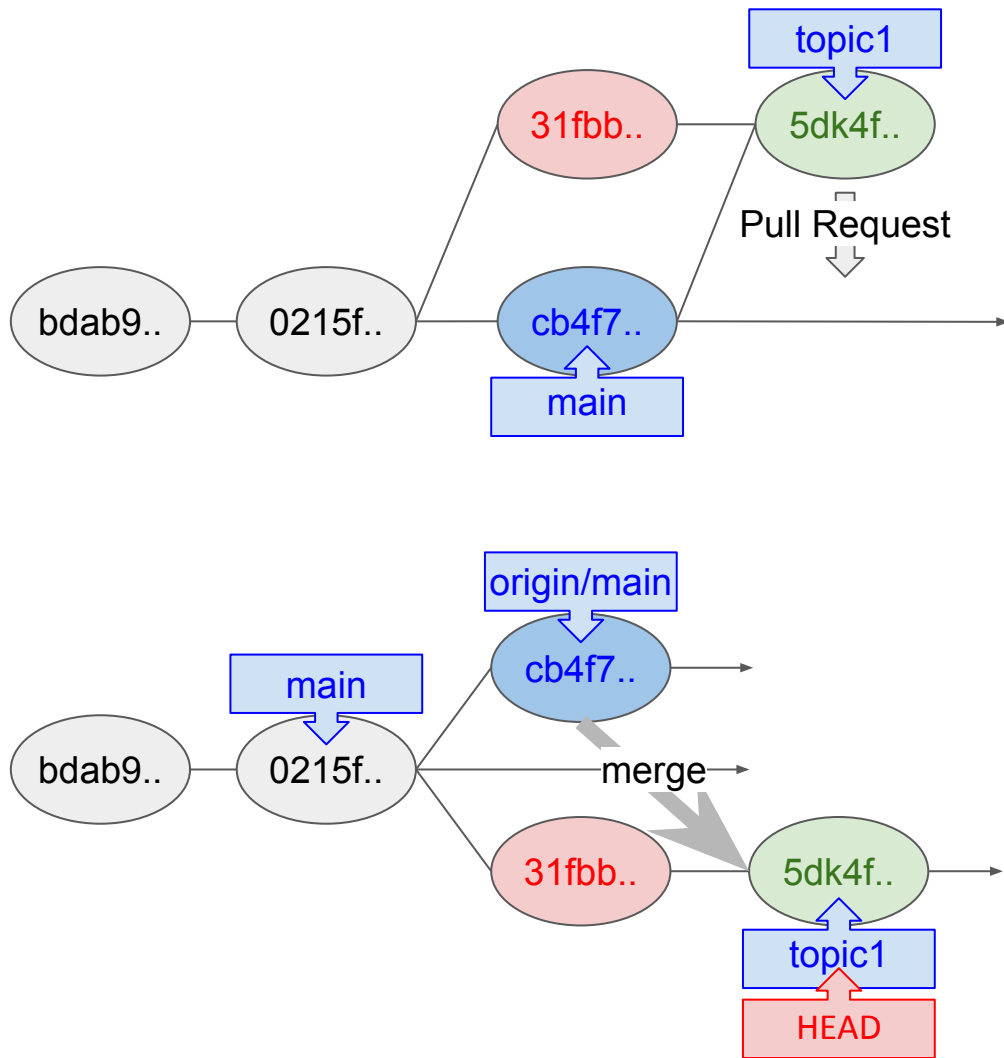 topic1
31fbb..
5dk4f..
Pull Request
bdab9..
0215f..
cb4f7..
main
origin/main
cb4f7..
main
bdab9..
0215f..
merge
31fbb..
5dk4f..
topic1
HEAD